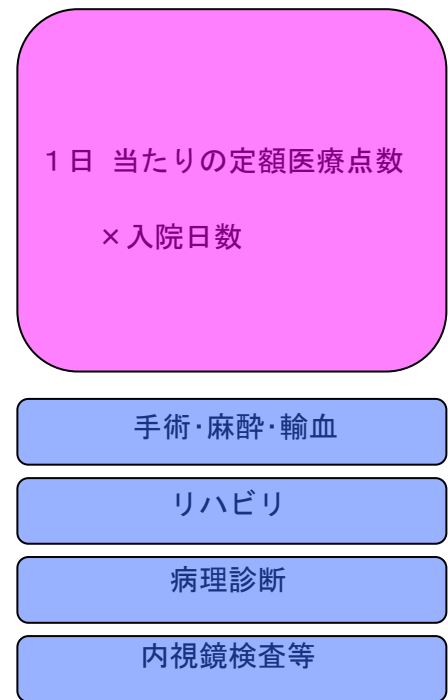 １日 当たりの定額医療点数
×入院日数
手術･麻酔･輸血
リハビリ
病理診断
内視鏡検査等